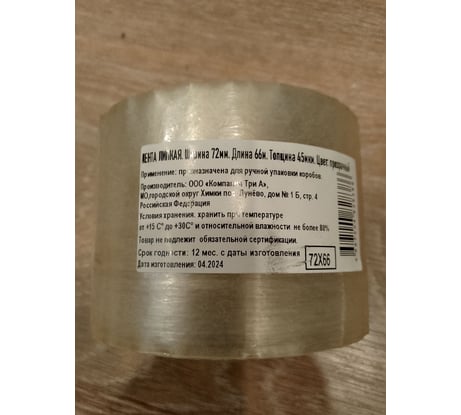 ЛЕНТА ЛИПКАЯ. Ширина 72мм. Длина 66м. Толщина 45мкм. Цвет: прозрачный
Применение: предназначена для ручной упаковки коробов.
Производитель: ООО «Компания Три А»,
МО,городской округ Химки пос. Лунёво, дом № 1 Б, стр. 4
Российская Федерация
Условия хранения: хранить при температуре
от +15 С° до +30С° и относительной влажности не более 80%
Товар не подлежит обязательной сертификации.
Срок годности: 12 мес. с даты изготовления
Дата изготовления: 04.2024
72X66